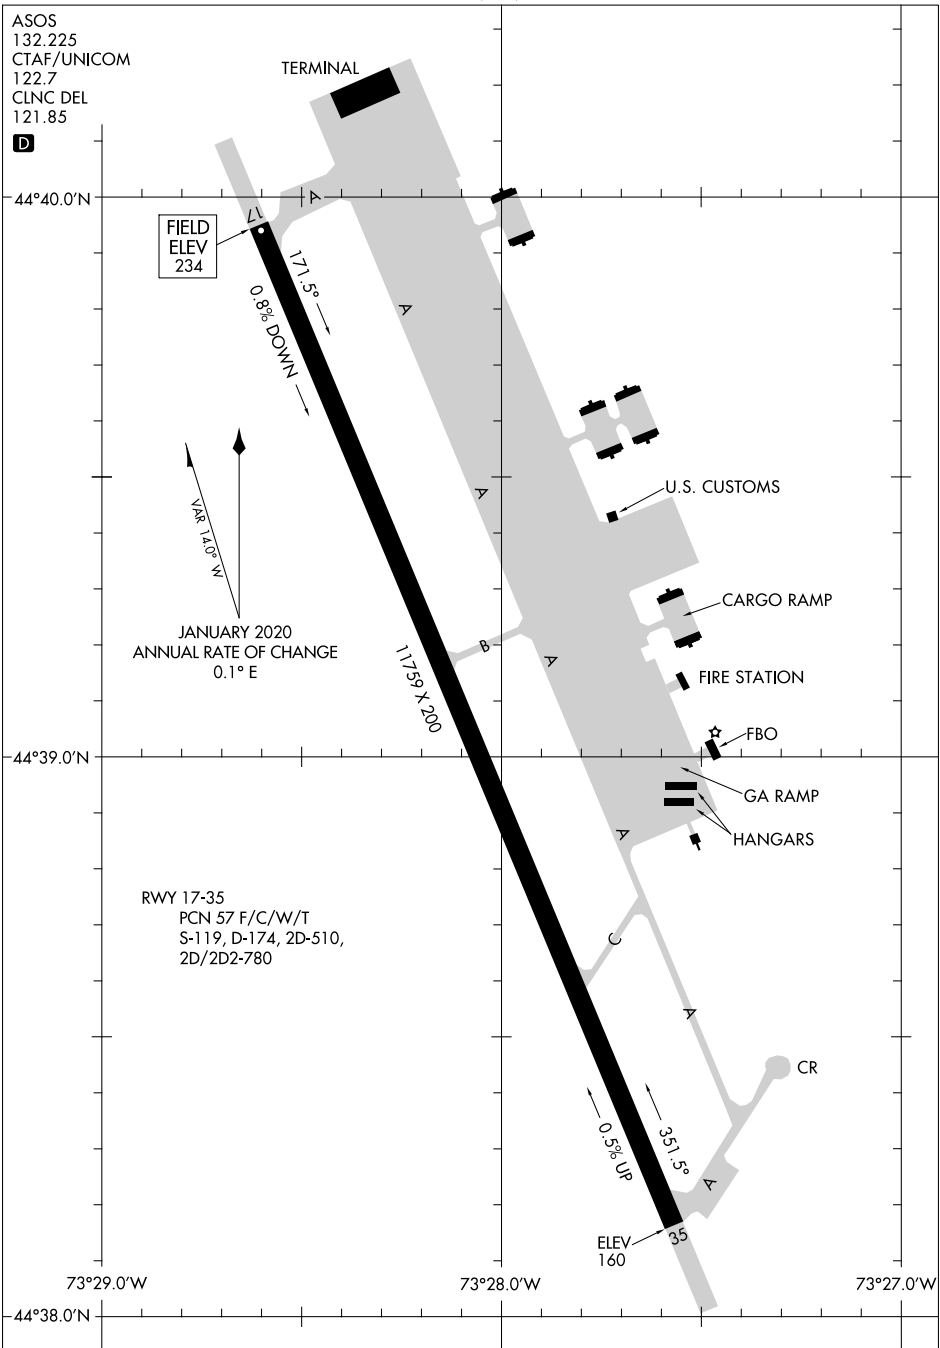 ASOS
132.225
CTAF/UNICOM
122.7
CLNC DEL
121.85
D
TERMINAL
44°40.0'N
A
17
FIELD
ELEV
234
171.5°
0.8% DOWN
A
A
U.S. CUSTOMS
VAR 14.0° W
JANUARY 2020
ANNUAL RATE OF CHANGE
0.1° E
CARGO RAMP
B
A
11759 X 200
FIRE STATION
FBO
44°39.0'N
GA RAMP
A
HANGARS
RWY 17-35
PCN 57 F/C/W/T
S-119, D-174, 2D-510,
2D/2D2-780
C
A
CR
0.5% UP
351.5°
A
35
ELEV
160
73°29.0'W
73°28.0'W
73°27.0'W
44°38.0'N